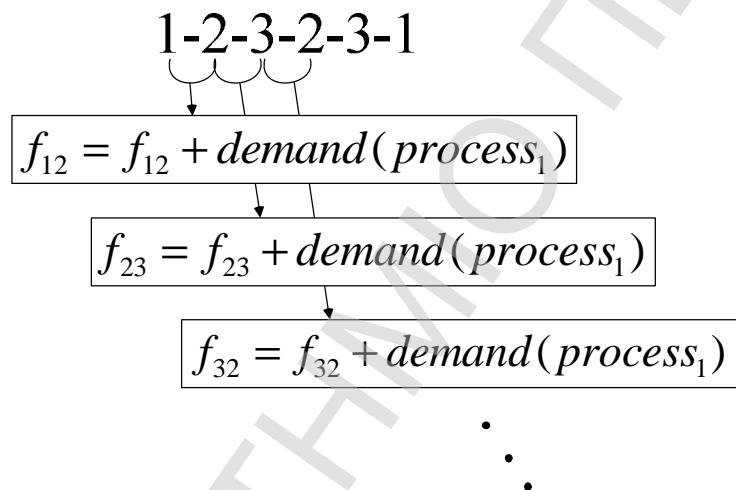 1-2-3-2-3-1
f₁₂ = f₁₂ + demand(process₁)
f₂₃ = f₂₃ + demand(process₁)
f₃₂ = f₃₂ + demand(process₁)